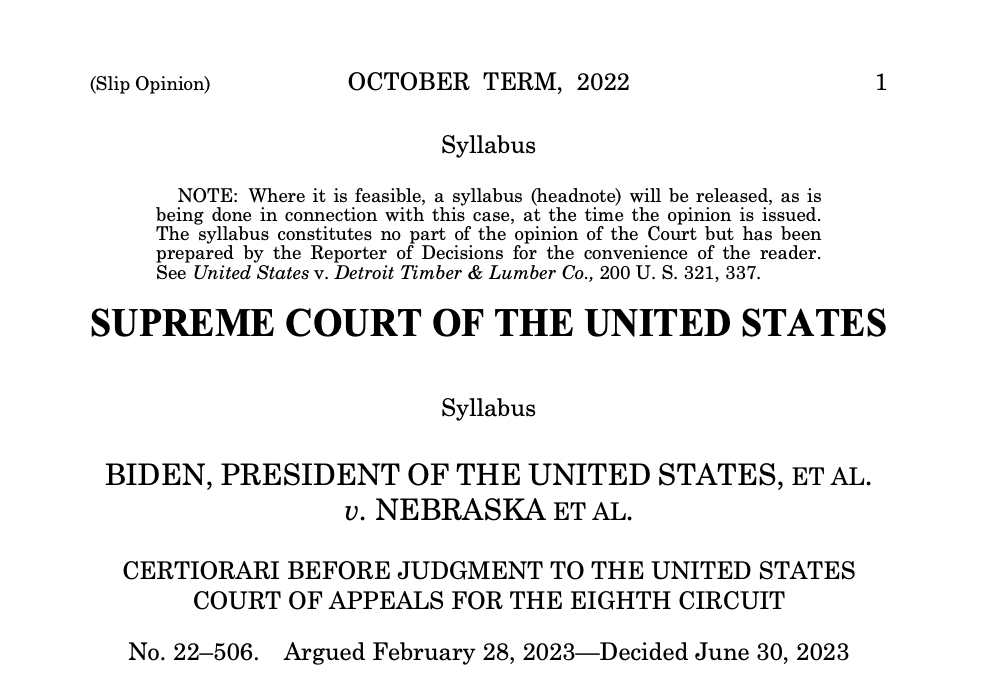 (Slip Opinion) OCTOBER TERM, 2022 1
Syllabus
NOTE: Where it is feasible, a syllabus (headnote) will be released, as is
being done in connection with this case, at the time the opinion is issued.
The syllabus constitutes no part of the opinion of the Court but has been
prepared by the Reporter of Decisions for the convenience of the reader.
See United States v. Detroit Timber & Lumber Co., 200 U. S. 321, 337.
SUPREME COURT OF THE UNITED STATES
Syllabus
BIDEN, PRESIDENT OF THE UNITED STATES, ET AL.
v. NEBRASKA ET AL.
CERTIORARI BEFORE JUDGMENT TO THE UNITED STATES
COURT OF APPEALS FOR THE EIGHTH CIRCUIT
No. 22–506. Argued February 28, 2023—Decided June 30, 2023